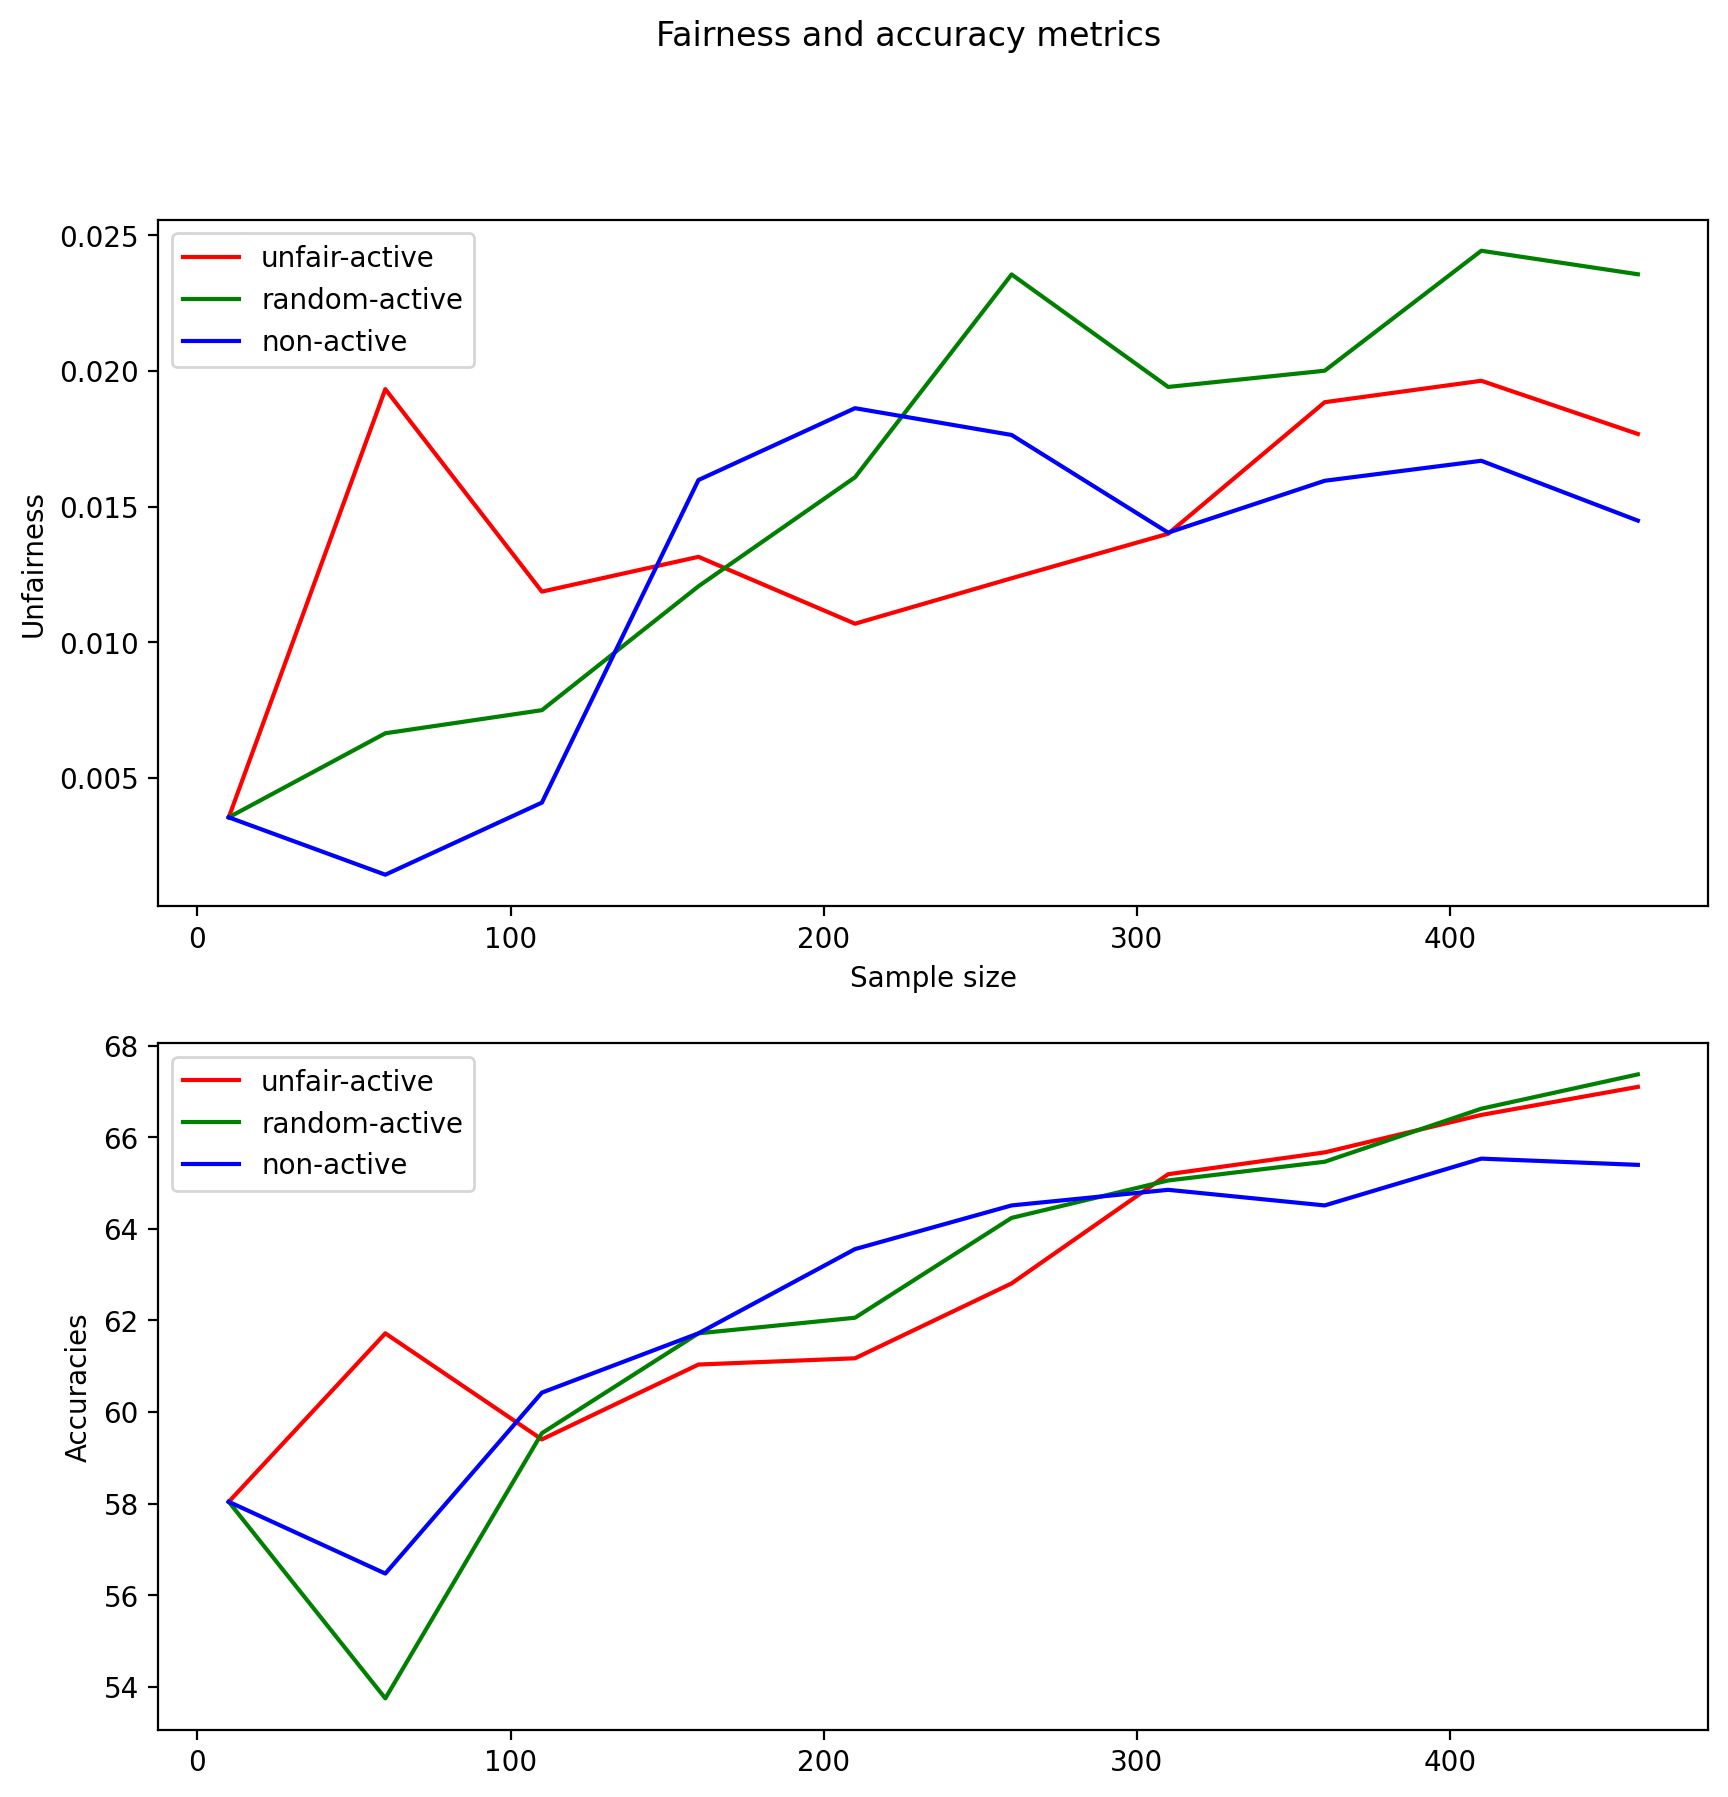 Fairness and accuracy metrics
0.025
0.020
0.015
0.010
0.005
Unfairness
unfair-active
random-active
non-active
0 100 200 300 400
Sample size
68
66
64
62
60
58
56
54
Accuracies
unfair-active
random-active
non-active
0 100 200 300 400